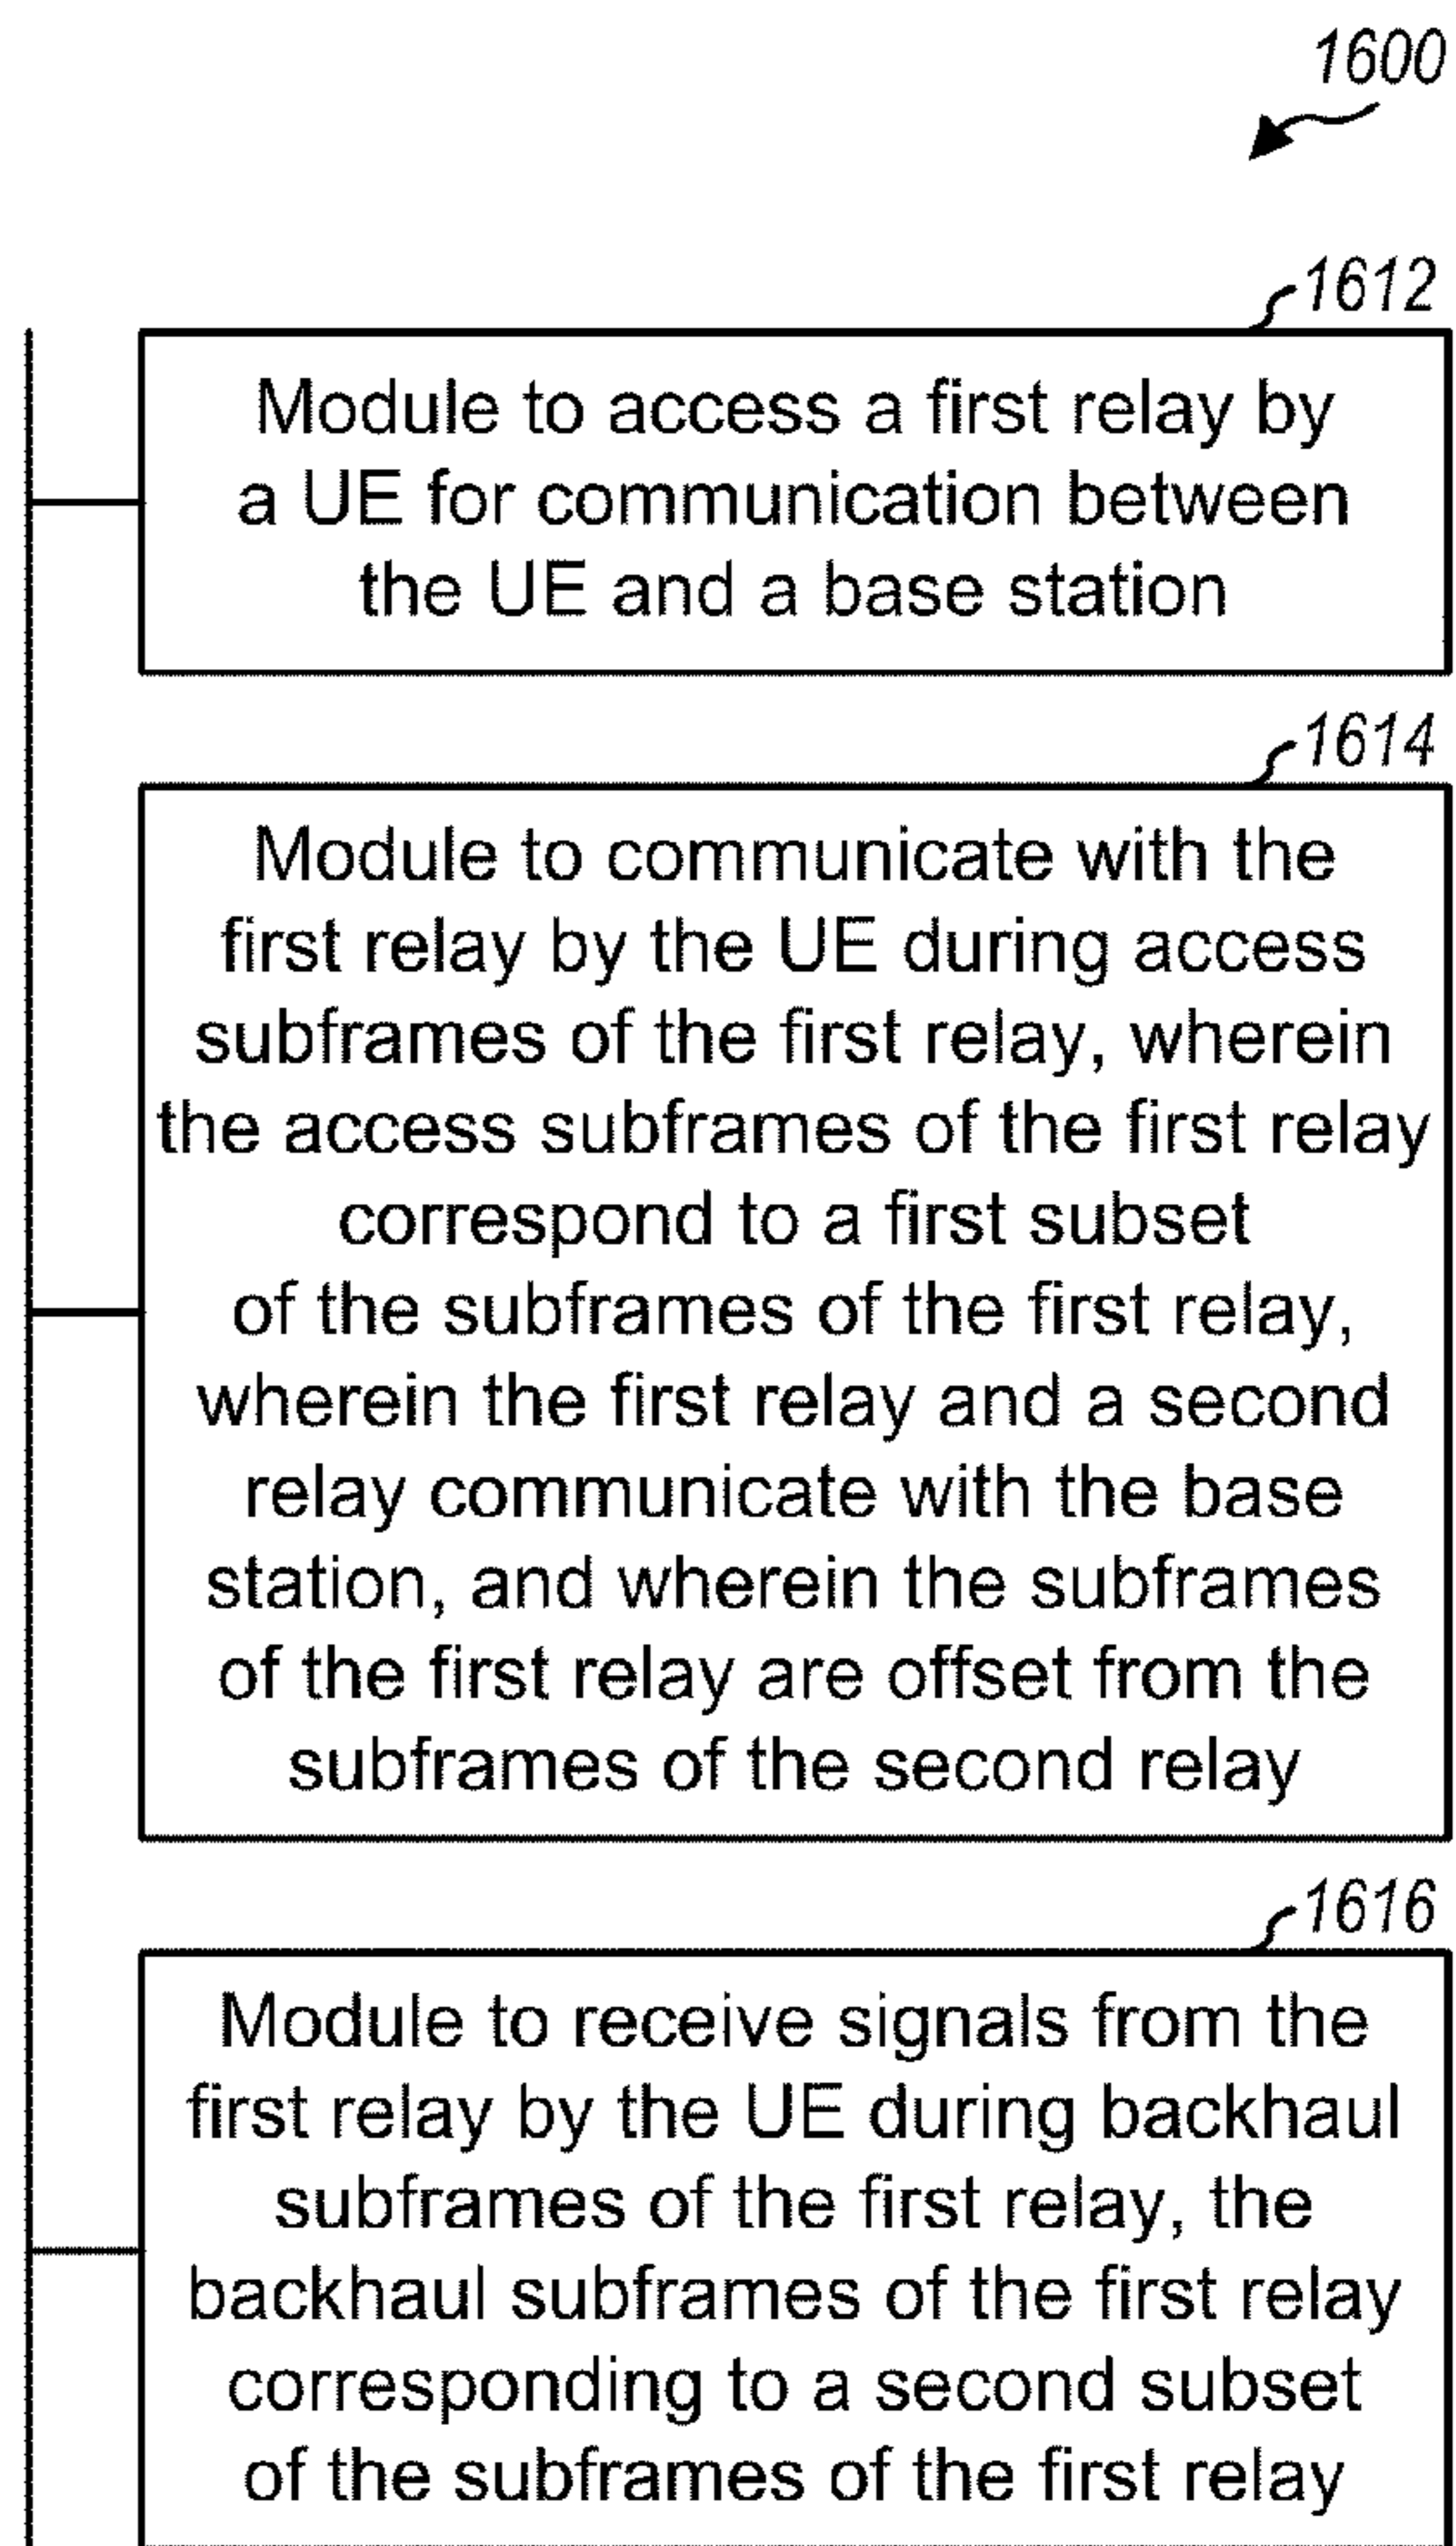 1600
1612
Module to access a first relay by
a UE for communication between
the UE and a base station
1614
Module to communicate with the
first relay by the UE during access
subframes of the first relay, wherein
the access subframes of the first relay
correspond to a first subset
of the subframes of the first relay,
wherein the first relay and a second
relay communicate with the base
station, and wherein the subframes
of the first relay are offset from the
subframes of the second relay
1616
Module to receive signals from the
first relay by the UE during backhaul
subframes of the first relay, the
backhaul subframes of the first relay
corresponding to a second subset
of the subframes of the first relay